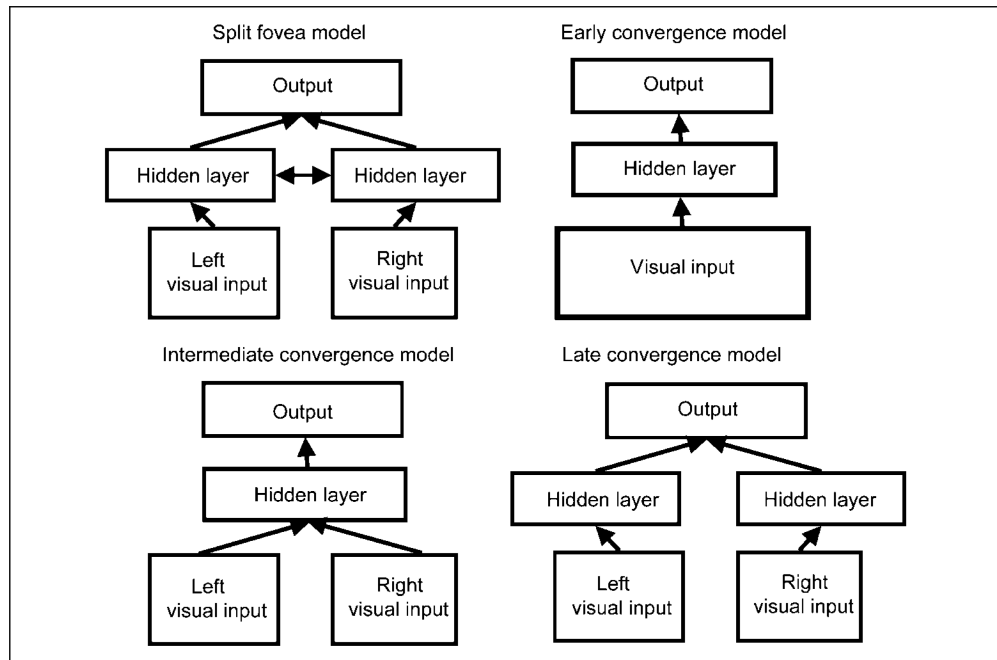 Split fovea model
Output
Hidden layer
Hidden layer
Left
visual input
Right
visual input
Early convergence model
Output
Hidden layer
Visual input
Intermediate convergence model
Output
Hidden layer
Left
visual input
Right
visual input
Late convergence model
Output
Hidden layer
Hidden layer
Left
visual input
Right
visual input